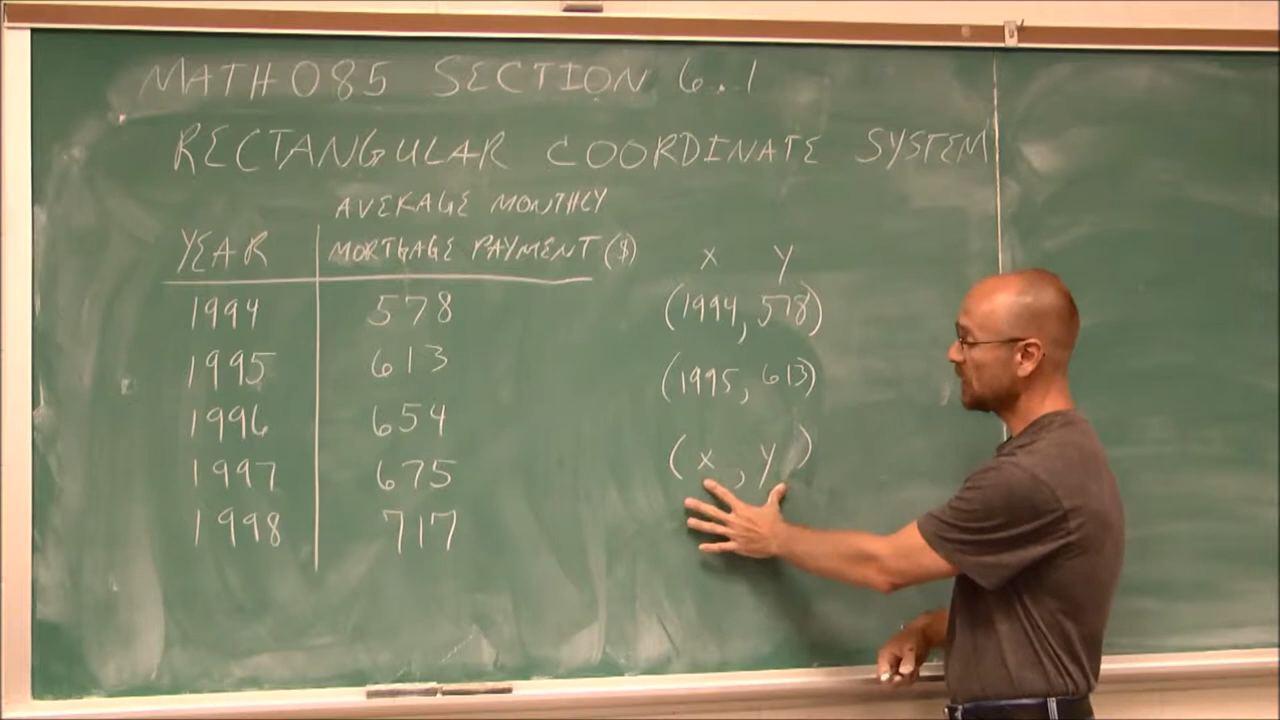 MATH 085 SECTION 6.1
RECTANGULAR COORDINATE SYSTEM
AVERAGE MONTHLY
YEAR MORTGAGE PAYMENT ($)
1994 578
1995 613
1996 654
1997 675
1998 717
x y
(1994, 578)
(1995, 613)
(x, y)